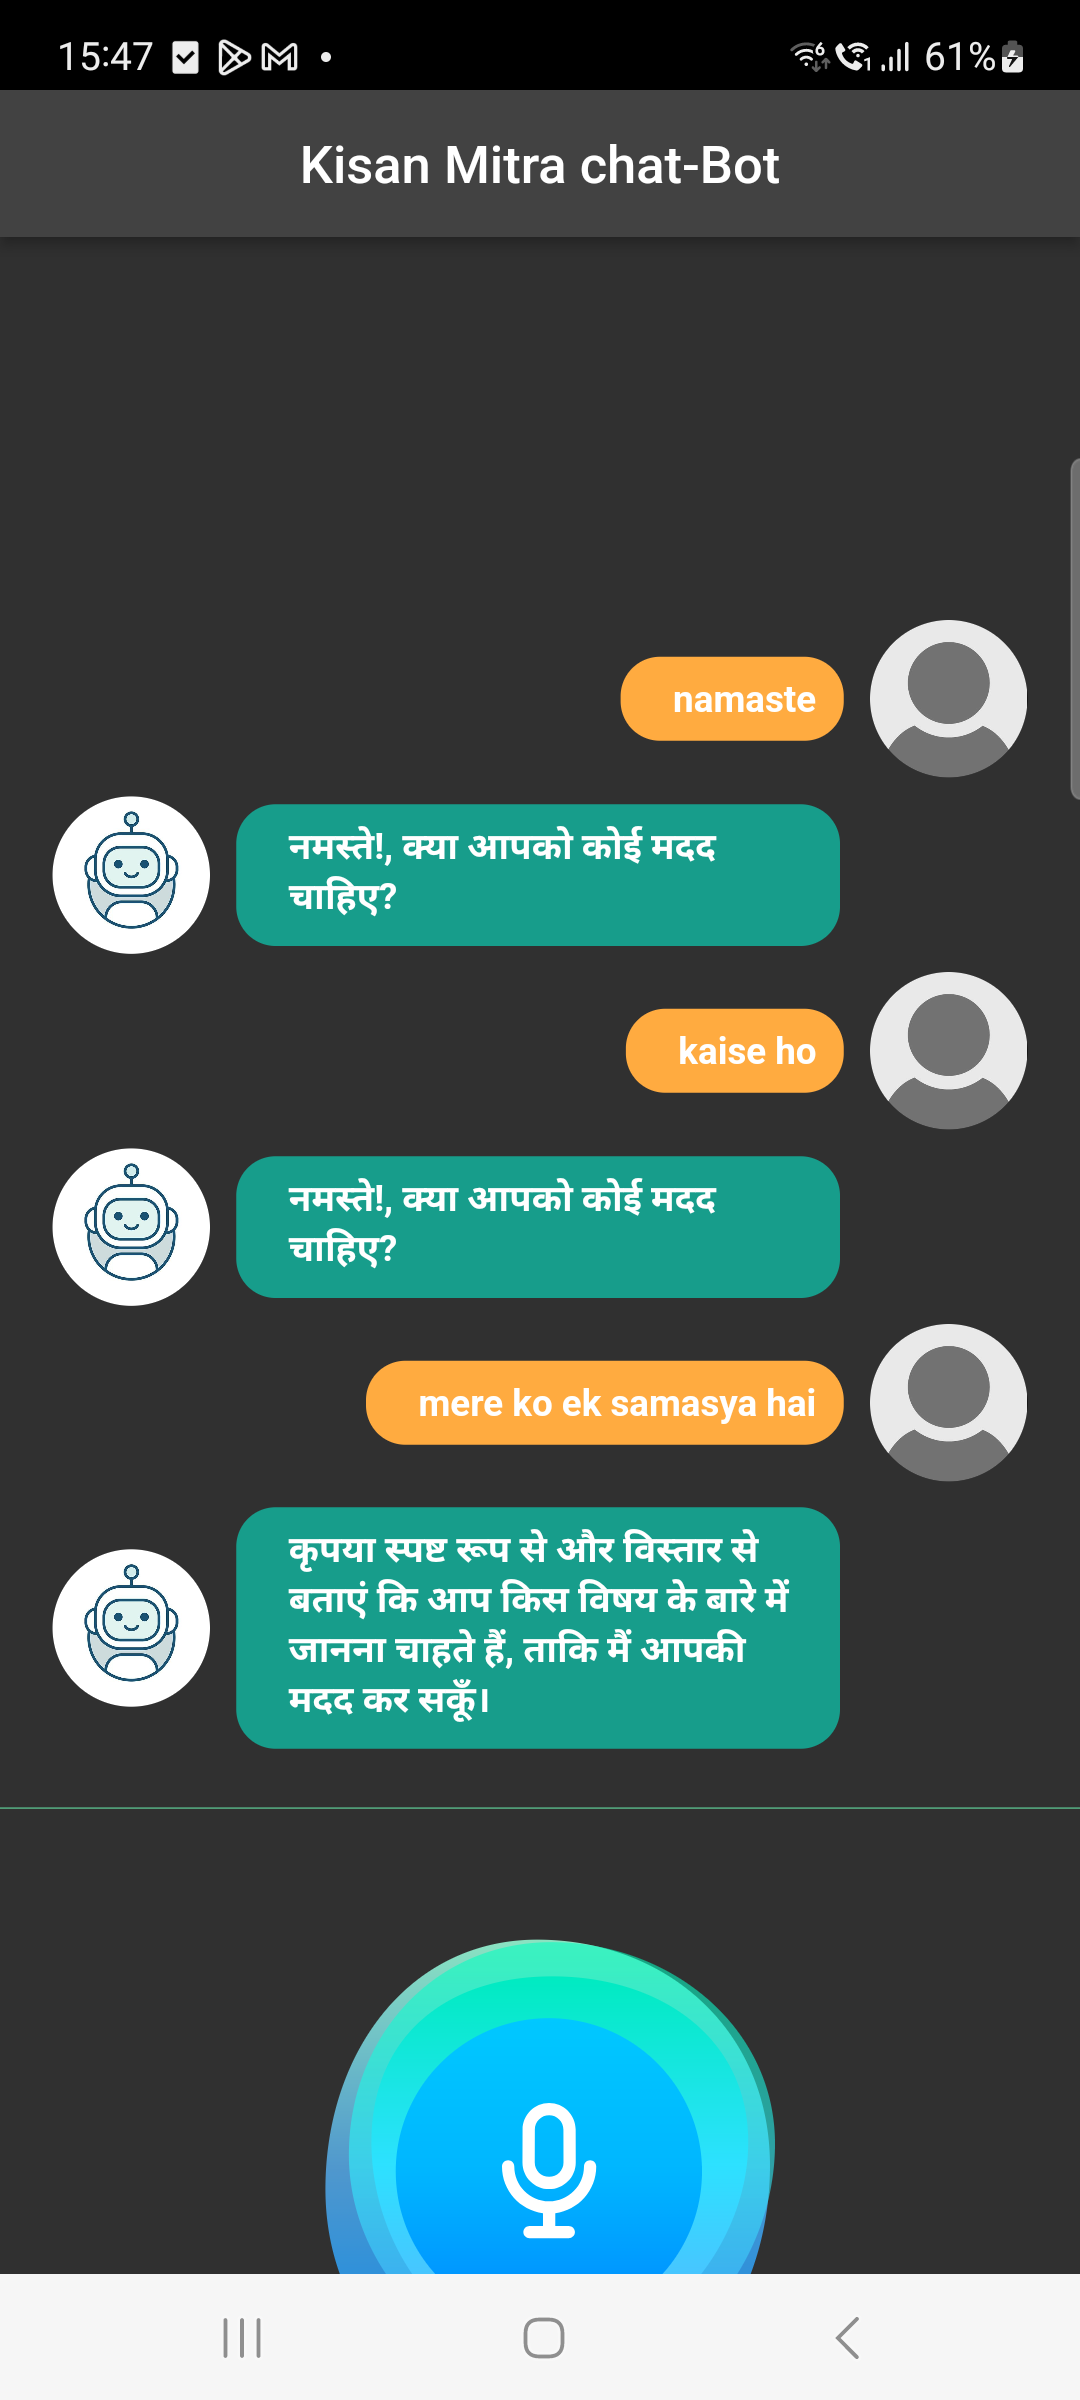 15:47
61%
Kisan Mitra chat-Bot
namaste
नमस्ते!, क्या आपको कोई मदद
चाहिए?
kaise ho
नमस्ते!, क्या आपको कोई मदद
चाहिए?
mere ko ek samasya hai
कृपया स्पष्ट रूप से और विस्तार से
बताएं कि आप किस विषय के बारे में
जानना चाहते हैं, ताकि मैं आपकी
मदद कर सकूँ।